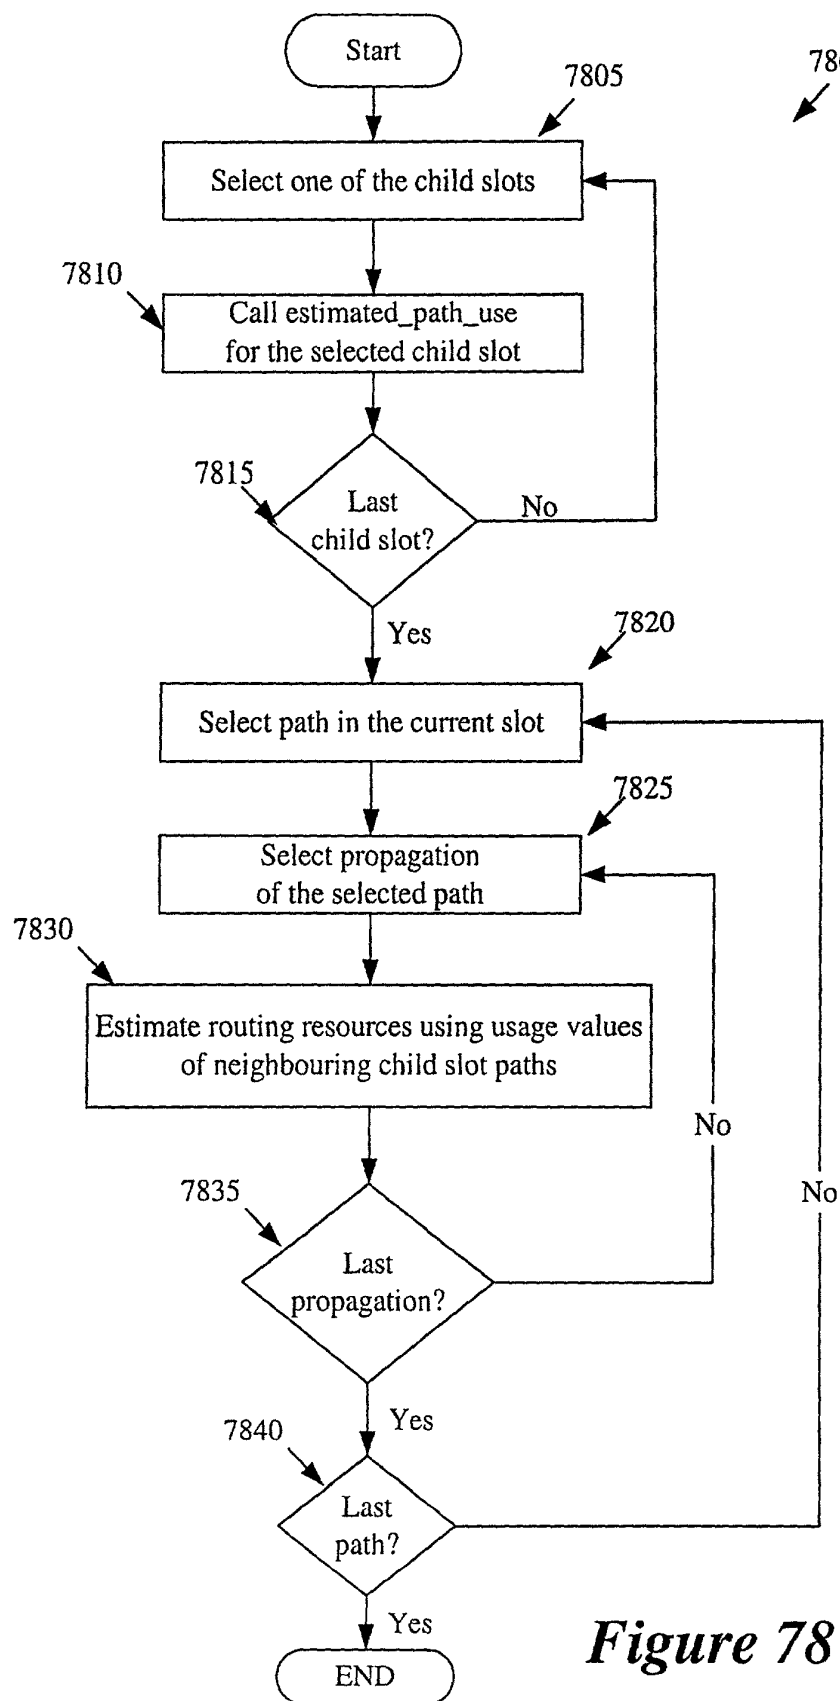 Start
7805
Select one of the child slots
7810
Call estimated_path_use
for the selected child slot
7815
Last
child slot?
No
Yes
7820
Select path in the current slot
7825
Select propagation
of the selected path
7830
Estimate routing resources using usage values
of neighbouring child slot paths
No
7835
No
Last
propagation?
Yes
7840
Last
path?
Yes
END
Figure 78